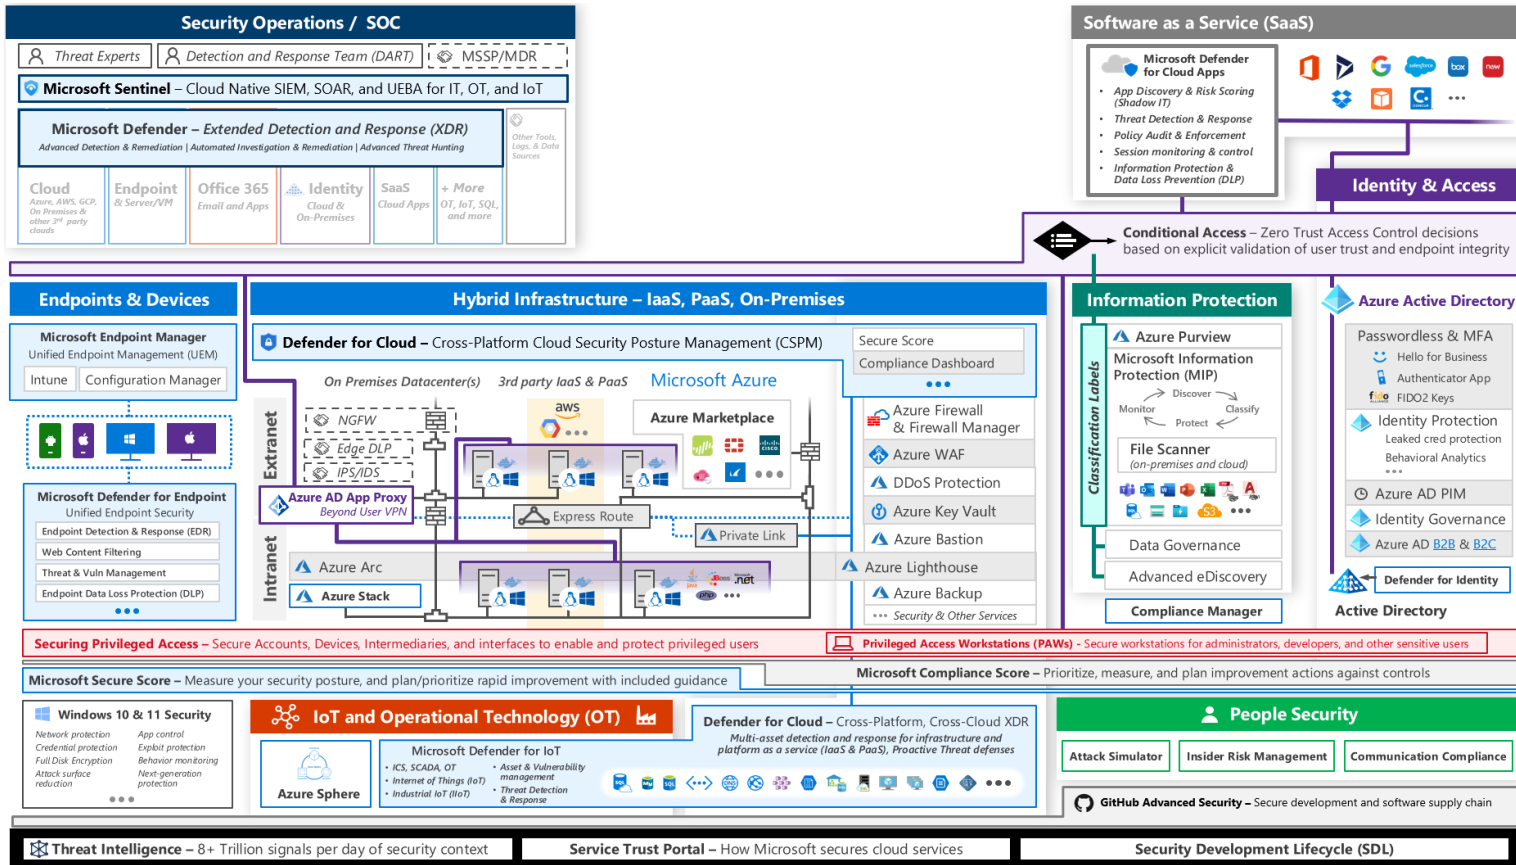 Security Operations / SOC
Threat Experts
Detection and Response Team (DART)
MSSP/MDR
Microsoft Sentinel – Cloud Native SIEM, SOAR, and UEBA for IT, OT, and IoT
Microsoft Defender – Extended Detection and Response (XDR)
Advanced Detection & Remediation | Automated Investigation & Remediation | Advanced Threat Hunting
Other Tools,
Logs, & Data
Sources
Cloud
Azure, AWS, GCP,
On Premises &
other 3rd party
clouds
Endpoint
& Server/VM
Office 365
Email and Apps
Identity
Cloud &
On-Premises
SaaS
Cloud Apps
+ More
OT, IoT, SQL,
and more
Software as a Service (SaaS)
Microsoft Defender
for Cloud Apps
• App Discovery & Risk Scoring
(Shadow IT)
• Threat Detection & Response
• Policy Audit & Enforcement
• Session monitoring & control
• Information Protection &
Data Loss Prevention (DLP)
salesforce
box
new
Identity & Access
Conditional Access – Zero Trust Access Control decisions
based on explicit validation of user trust and endpoint integrity
Endpoints & Devices
Microsoft Endpoint Manager
Unified Endpoint Management (UEM)
Intune
Configuration Manager
Microsoft Defender for Endpoint
Unified Endpoint Security
Endpoint Detection & Response (EDR)
Web Content Filtering
Threat & Vuln Management
Endpoint Data Loss Protection (DLP)
Hybrid Infrastructure – IaaS, PaaS, On-Premises
Defender for Cloud – Cross-Platform Cloud Security Posture Management (CSPM)
Secure Score
Compliance Dashboard
On Premises Datacenter(s)
3rd party IaaS & PaaS
Microsoft Azure
Extranet
Intranet
NGFW
Edge DLP
IPS/IDS
aws
Azure Marketplace
CISCO
Azure AD App Proxy
Beyond User VPN
Express Route
Private Link
Azure Arc
Azure Stack
Azure Lighthouse
.net
php
Azure Firewall
& Firewall Manager
Azure WAF
DDoS Protection
Azure Key Vault
Azure Bastion
Azure Backup
Security & Other Services
Information Protection
Classification Labels
Azure Purview
Microsoft Information
Protection (MIP)
Discover
Monitor
Classify
Protect
File Scanner
(on-premises and cloud)
S3
Data Governance
Advanced eDiscovery
Compliance Manager
Azure Active Directory
Passwordless & MFA
Hello for Business
Authenticator App
fido
FIDO2 Keys
Identity Protection
Leaked cred protection
Behavioral Analytics
Azure AD PIM
Identity Governance
Azure AD B2B & B2C
Defender for Identity
Active Directory
Securing Privileged Access – Secure Accounts, Devices, Intermediaries, and interfaces to enable and protect privileged users
Privileged Access Workstations (PAWs) - Secure workstations for administrators, developers, and other sensitive users
Microsoft Secure Score – Measure your security posture, and plan/prioritize rapid improvement with included guidance
Microsoft Compliance Score – Prioritize, measure, and plan improvement actions against controls
Windows 10 & 11 Security
Network protection
Credential protection
Full Disk Encryption
Attack surface
reduction
App control
Exploit protection
Behavior monitoring
Next-generation
protection
IoT and Operational Technology (OT)
Azure Sphere
Microsoft Defender for IoT
• ICS, SCADA, OT
• Internet of Things (IoT)
• Industrial IoT (IIoT)
• Asset & Vulnerability
management
• Threat Detection
& Response
Defender for Cloud – Cross-Platform, Cross-Cloud XDR
Multi-asset detection and response for infrastructure and
platform as a service (IaaS & PaaS), Proactive Threat defenses
People Security
Attack Simulator
Insider Risk Management
Communication Compliance
GitHub Advanced Security – Secure development and software supply chain
Threat Intelligence – 8+ Trillion signals per day of security context
Service Trust Portal – How Microsoft secures cloud services
Security Development Lifecycle (SDL)